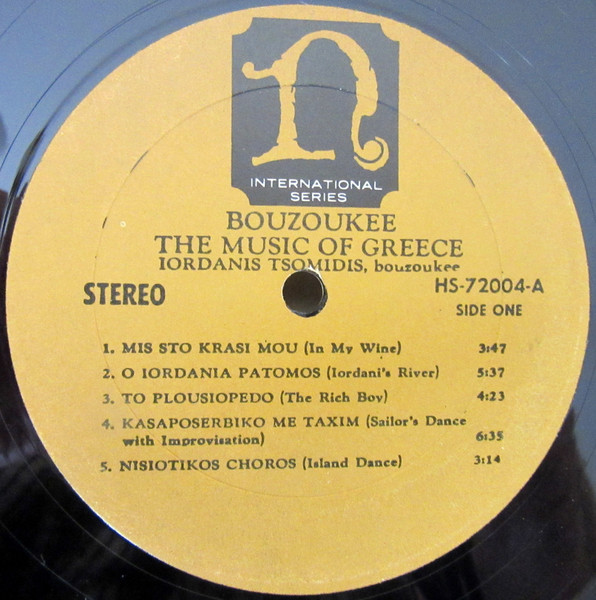 n
INTERNATIONAL
SERIES
BOUZOUKEE
THE MUSIC OF GREECE
IORDANIS TSOMIDIS, bouzoukee
STEREO
HS-72004-A
SIDE ONE
1. MIS STO KRASI MOU (In My Wine) 3:47
2. O IORDANIA PATOMOS (Iordani's River) 5:37
3. TO PLOUSIOPEDO (The Rich Boy) 4:23
4. KASAPOSERBIKO ME TAXIM (Sailor's Dance
with Improvisation) 6:35
5. NISIOTIKOS CHOROS (Island Dance) 3:14